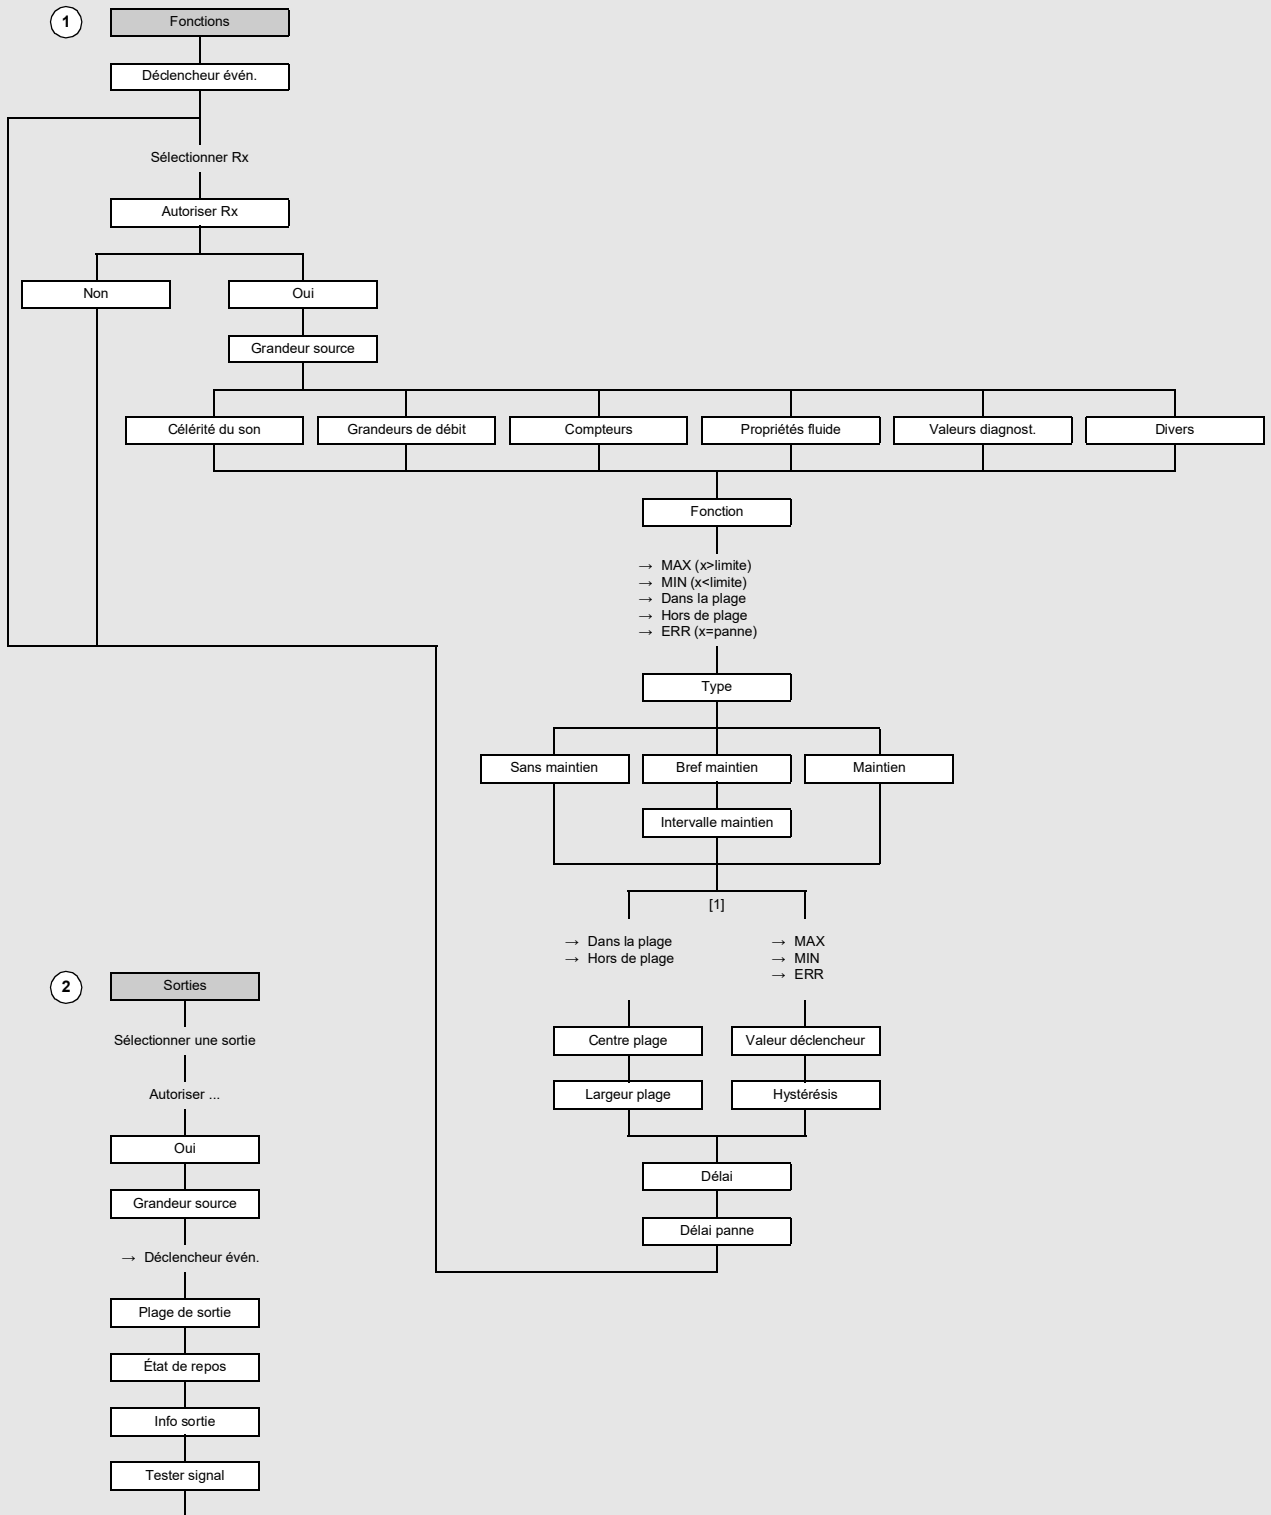 1
Fonctions
Déclencheur évén.
Sélectionner Rx
Autoriser Rx
Non
Oui
Grandeur source
Célérité du son
Grandeurs de débit
Compteurs
Propriétés fluide
Valeurs diagnost.
Divers
Fonction
→ MAX (x>limite)
→ MIN (x<limite)
→ Dans la plage
→ Hors de plage
→ ERR (x=panne)
Type
Sans maintien
Bref maintien
Maintien
Intervalle maintien
[1]
→ Dans la plage
→ Hors de plage
→ MAX
→ MIN
→ ERR
Centre plage
Valeur déclencheur
Largeur plage
Hystérésis
Délai
Délai panne
2
Sorties
Sélectionner une sortie
Autoriser ...
Oui
Grandeur source
→ Déclencheur évén.
Plage de sortie
État de repos
Info sortie
Tester signal